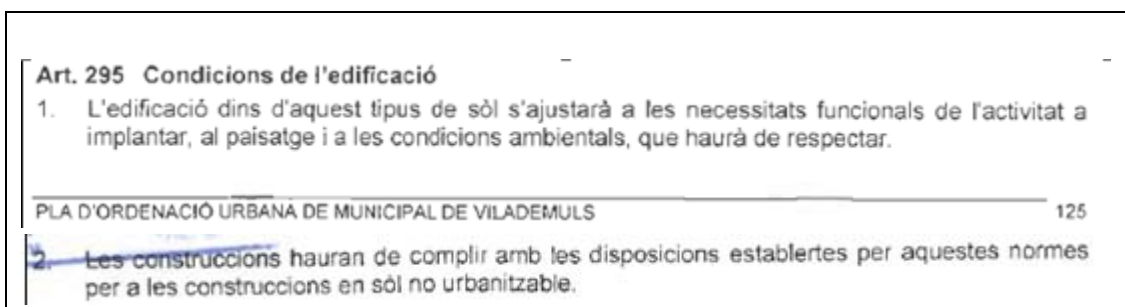 Art. 295 Condicions de l'edificació
1. L'edificació dins d'aquest tipus de sòl s'ajustarà a les necessitats funcionals de l'activitat a
implantar, al paisatge i a les condicions ambientals, que haurà de respectar.
PLA D'ORDENACIÓ URBANA DE MUNICIPAL DE VILADEMULS 125
2. Les construccions hauran de complir amb les disposicions establertes per aquestes normes
per a les construccions en sòl no urbanitzable.